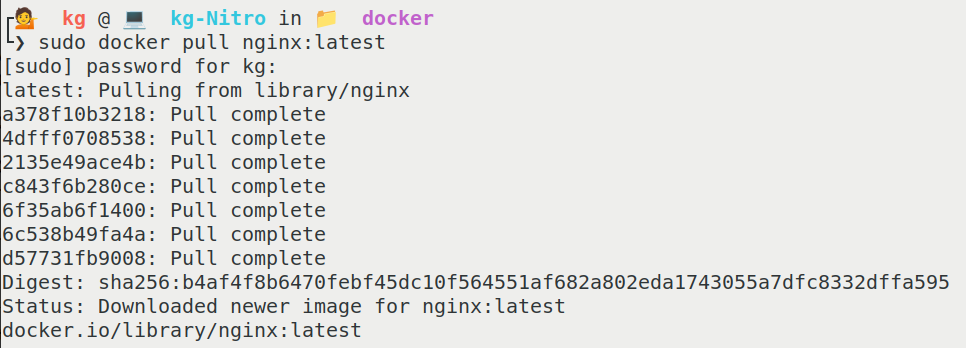 kg @ kg-Nitro in docker
❯ sudo docker pull nginx:latest
[sudo] password for kg:
latest: Pulling from library/nginx
a378f10b3218: Pull complete
4dfff0708538: Pull complete
2135e49ace4b: Pull complete
c843f6b280ce: Pull complete
6f35ab6f1400: Pull complete
6c538b49fa4a: Pull complete
d57731fb9008: Pull complete
Digest: sha256:b4af4f8b6470febf45dc10f564551af682a802eda1743055a7dfc8332dffa595
Status: Downloaded newer image for nginx:latest
docker.io/library/nginx:latest